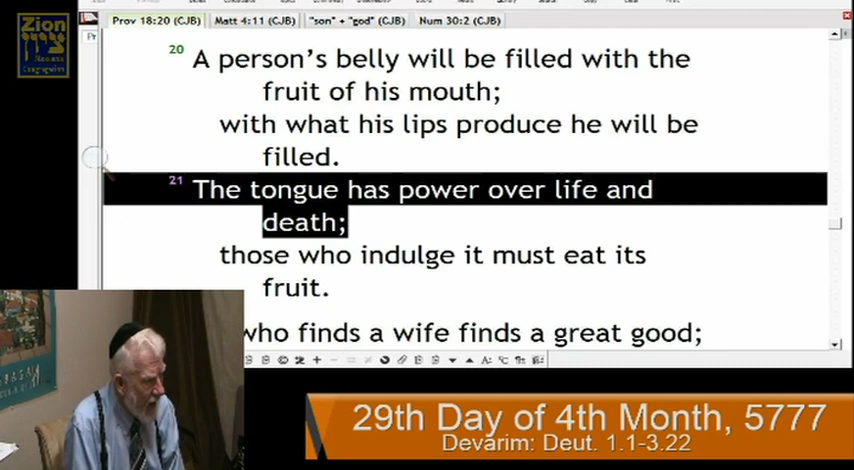 Zion
Messianic
Congregation
Prov 18:20 (CJB) Matt 4:11 (CJB) "son" + "god" (CJB) Num 30:2 (CJB)
Pr
20 A person's belly will be filled with the
fruit of his mouth;
with what his lips produce he will be
filled.
21 The tongue has power over life and
death;
those who indulge it must eat its
fruit.
who finds a wife finds a great good;
29th Day of 4th Month, 5777
Devarim: Deut. 1.1-3.22